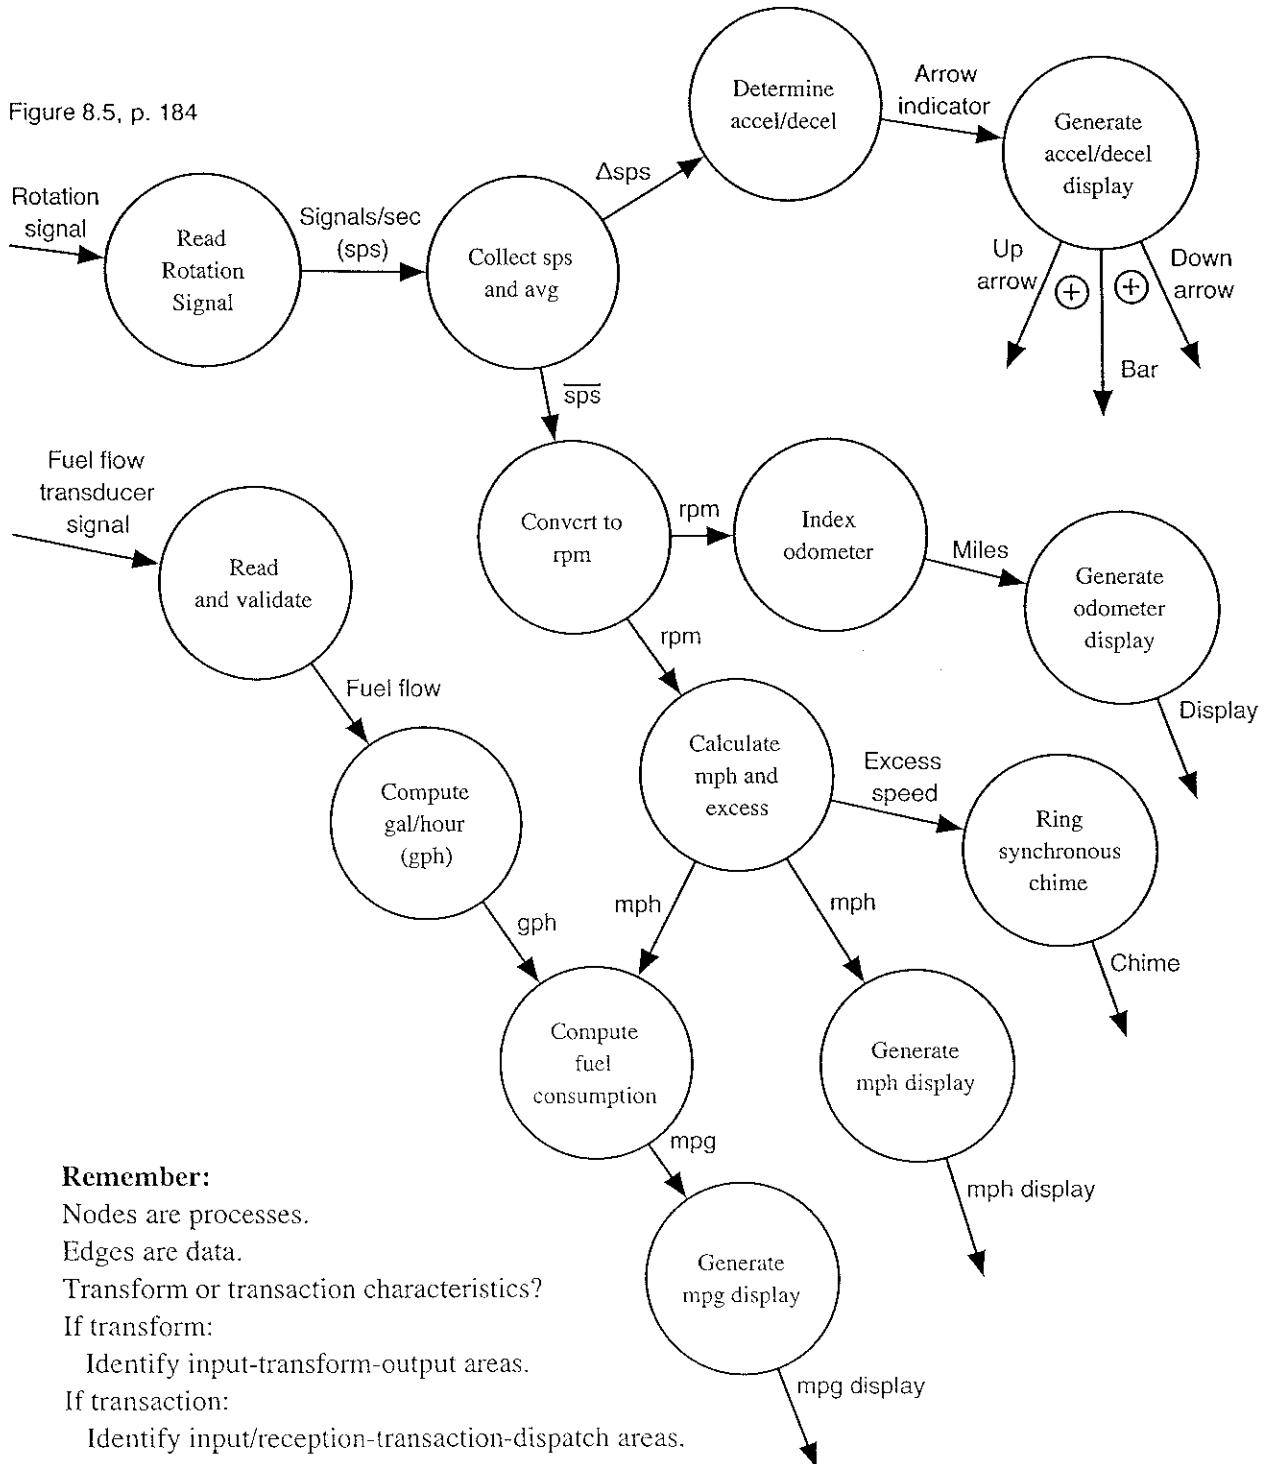 Figure 8.5, p. 184
Rotation
signal
Read
Rotation
Signal
Signals/sec
(sps)
Collect sps
and avg
Δsps
Determine
accel/decel
Arrow
indicator
Generate
accel/decel
display
Up
arrow
+
+
Down
arrow
Bar
sps
Fuel flow
transducer
signal
Read
and validate
Convert to
rpm
rpm
Index
odometer
Miles
Generate
odometer
display
Display
rpm
Fuel flow
Compute
gal/hour
(gph)
Calculate
mph and
excess
Excess
speed
Ring
synchronous
chime
Chime
gph
mph
mph
Compute
fuel
consumption
Generate
mph display
mph display
mpg
Generate
mpg display
mpg display
Remember:
Nodes are processes.
Edges are data.
Transform or transaction characteristics?
If transform:
Identify input-transform-output areas.
If transaction:
Identify input/reception-transaction-dispatch areas.